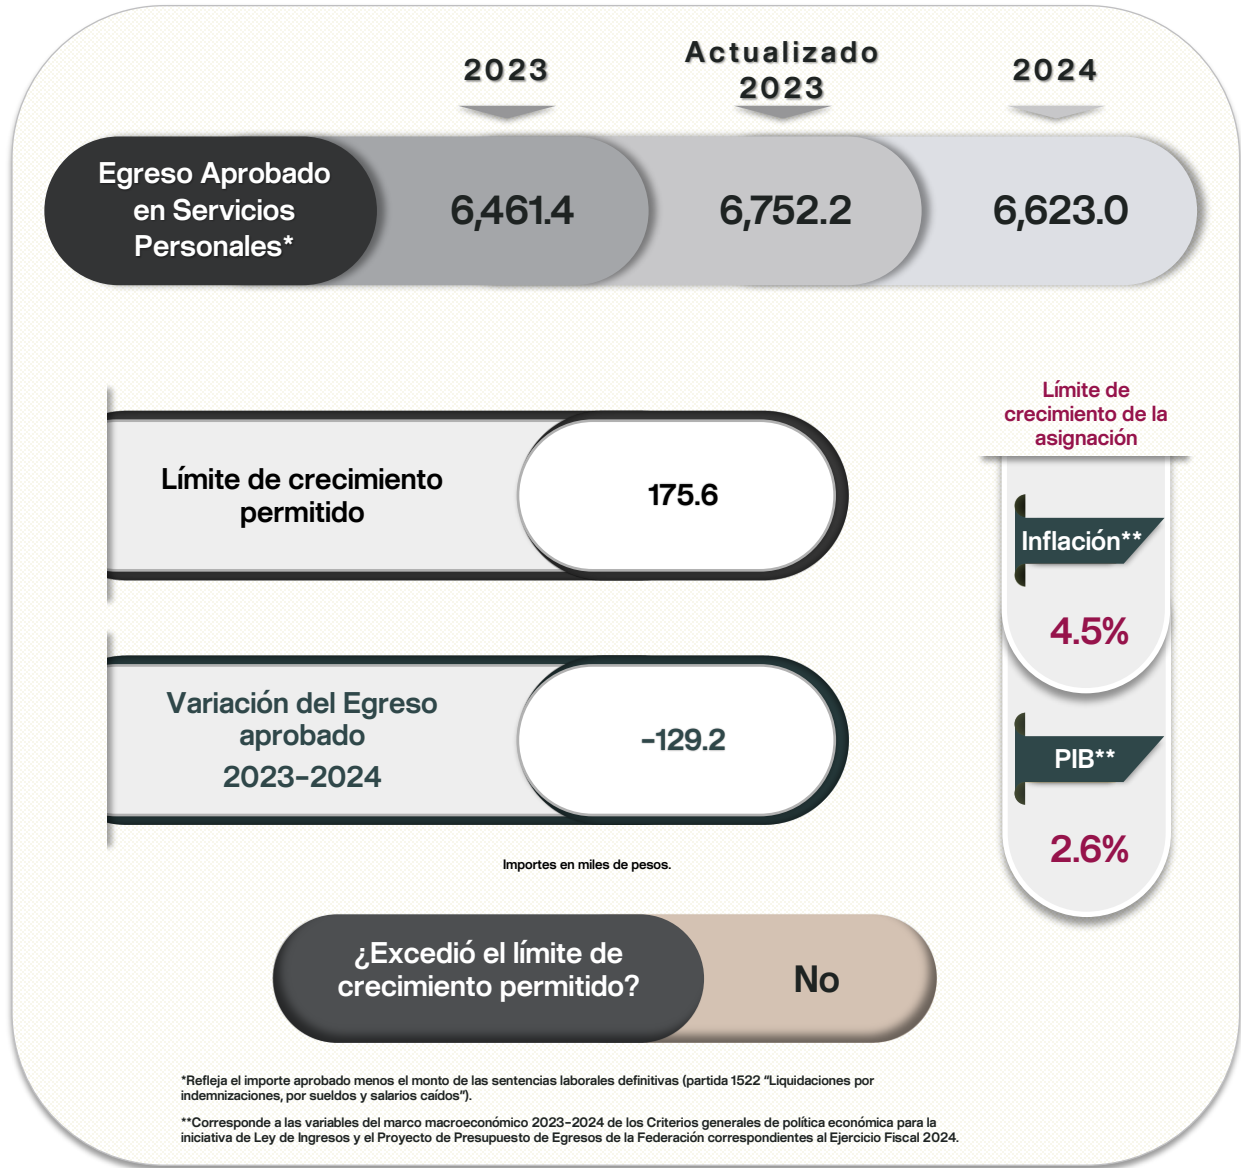 2023
Actualizado
2023
2024
Egreso Aprobado
en Servicios
Personales*
6,461.4
6,752.2
6,623.0
Límite de crecimiento
permitido
175.6
Variación del Egreso
aprobado
2023-2024
-129.2
Importes en miles de pesos.
Límite de
crecimiento de la
asignación
Inflación**
4.5%
PIB**
2.6%
¿Excedió el límite de
crecimiento permitido?
No
*Refleja el importe aprobado menos el monto de las sentencias laborales definitivas (partida 1522 "Liquidaciones por
indemnizaciones, por sueldos y salarios caídos").
**Corresponde a las variables del marco macroeconómico 2023-2024 de los Criterios generales de política económica para la
iniciativa de Ley de Ingresos y el Proyecto de Presupuesto de Egresos de la Federación correspondientes al Ejercicio Fiscal 2024.